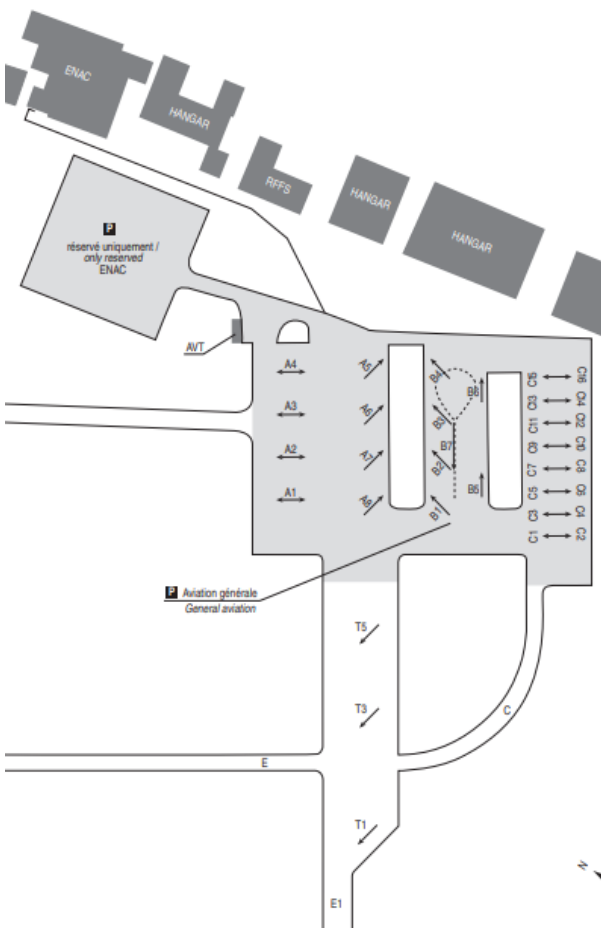 ENAC
HANGAR
RFFS
HANGAR
HANGAR
P
réservé uniquement /
only reserved
ENAC
AVT
A4
A3
A2
A1
A5
A6
A7
A8
B4
B3
B7
B2
B1
B6
B5
C15 C16
C13 C14
C11 C12
C9 C10
C7 C8
C5 C6
C3 C4
C1 C2
P Aviation générale
General aviation
T5
T3
C
E
T1
E1
N